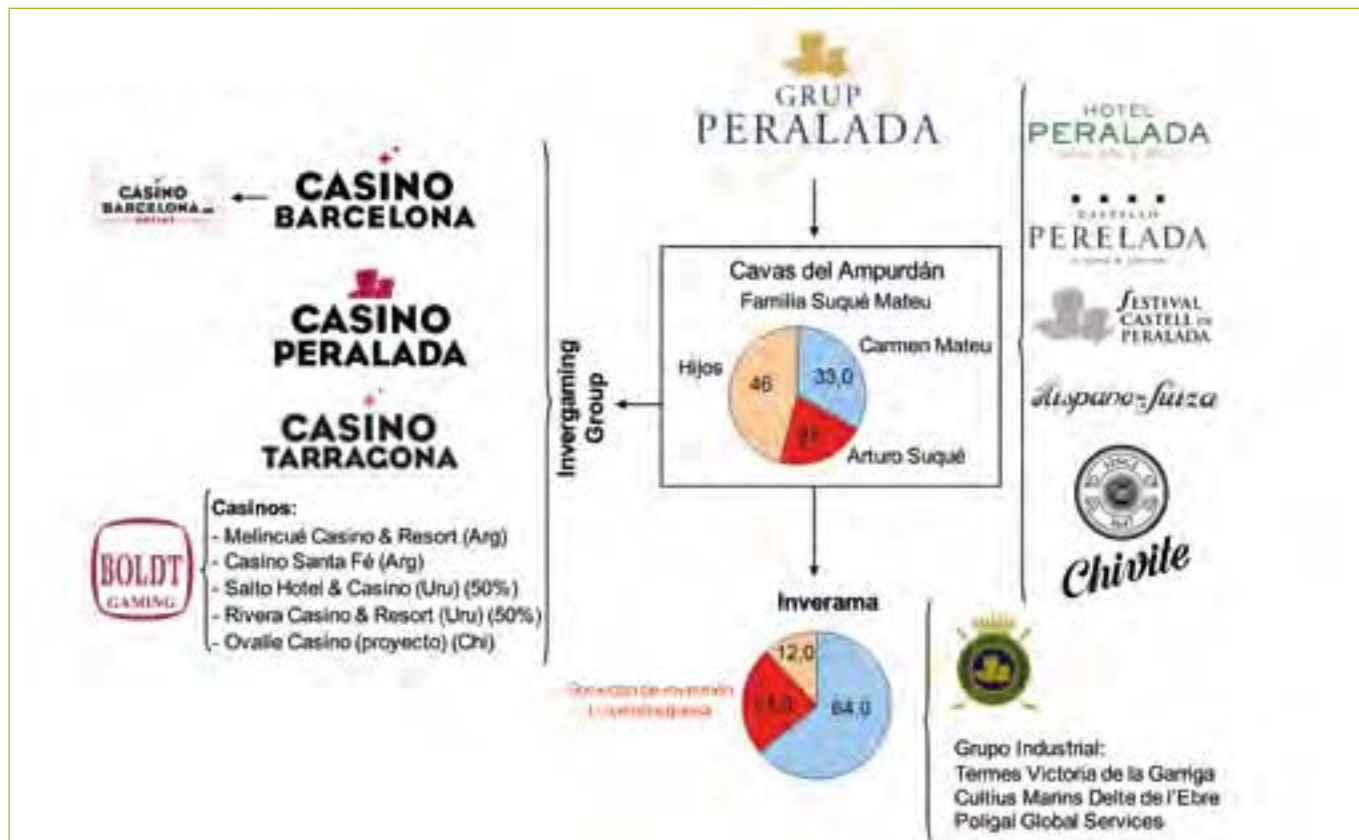 GRUP
PERALADA
CASINO
BARCELONA
CASINO
BARCELONA
CASINO
PERALADA
CASINO
TARRAGONA
BOLDT
GAMING
Casinos:
- Melincué Casino & Resort (Arg)
- Casino Santa Fé (Arg)
- Salto Hotel & Casino (Uru) (50%)
- Rivera Casino & Resort (Uru) (50%)
- Ovalle Casino (proyecto) (Chi)
Invergaming
Group
Cavas del Ampurdán
Familia Suqué Mateu
Hijos
46
33,0
Carmen Mateu
Arturo Suqué
Inverama
12,0
64,0
HOTEL
PERALADA
CASTILLO
PERELADA
FESTIVAL
CASTELL DE
PERALADA
Hispano-Suiza
SINCE
1647
Chivite
Grupo Industrial:
Termes Victoria de la Garriga
Cultius Marins Delte de l'Ebre
Poligal Global Services